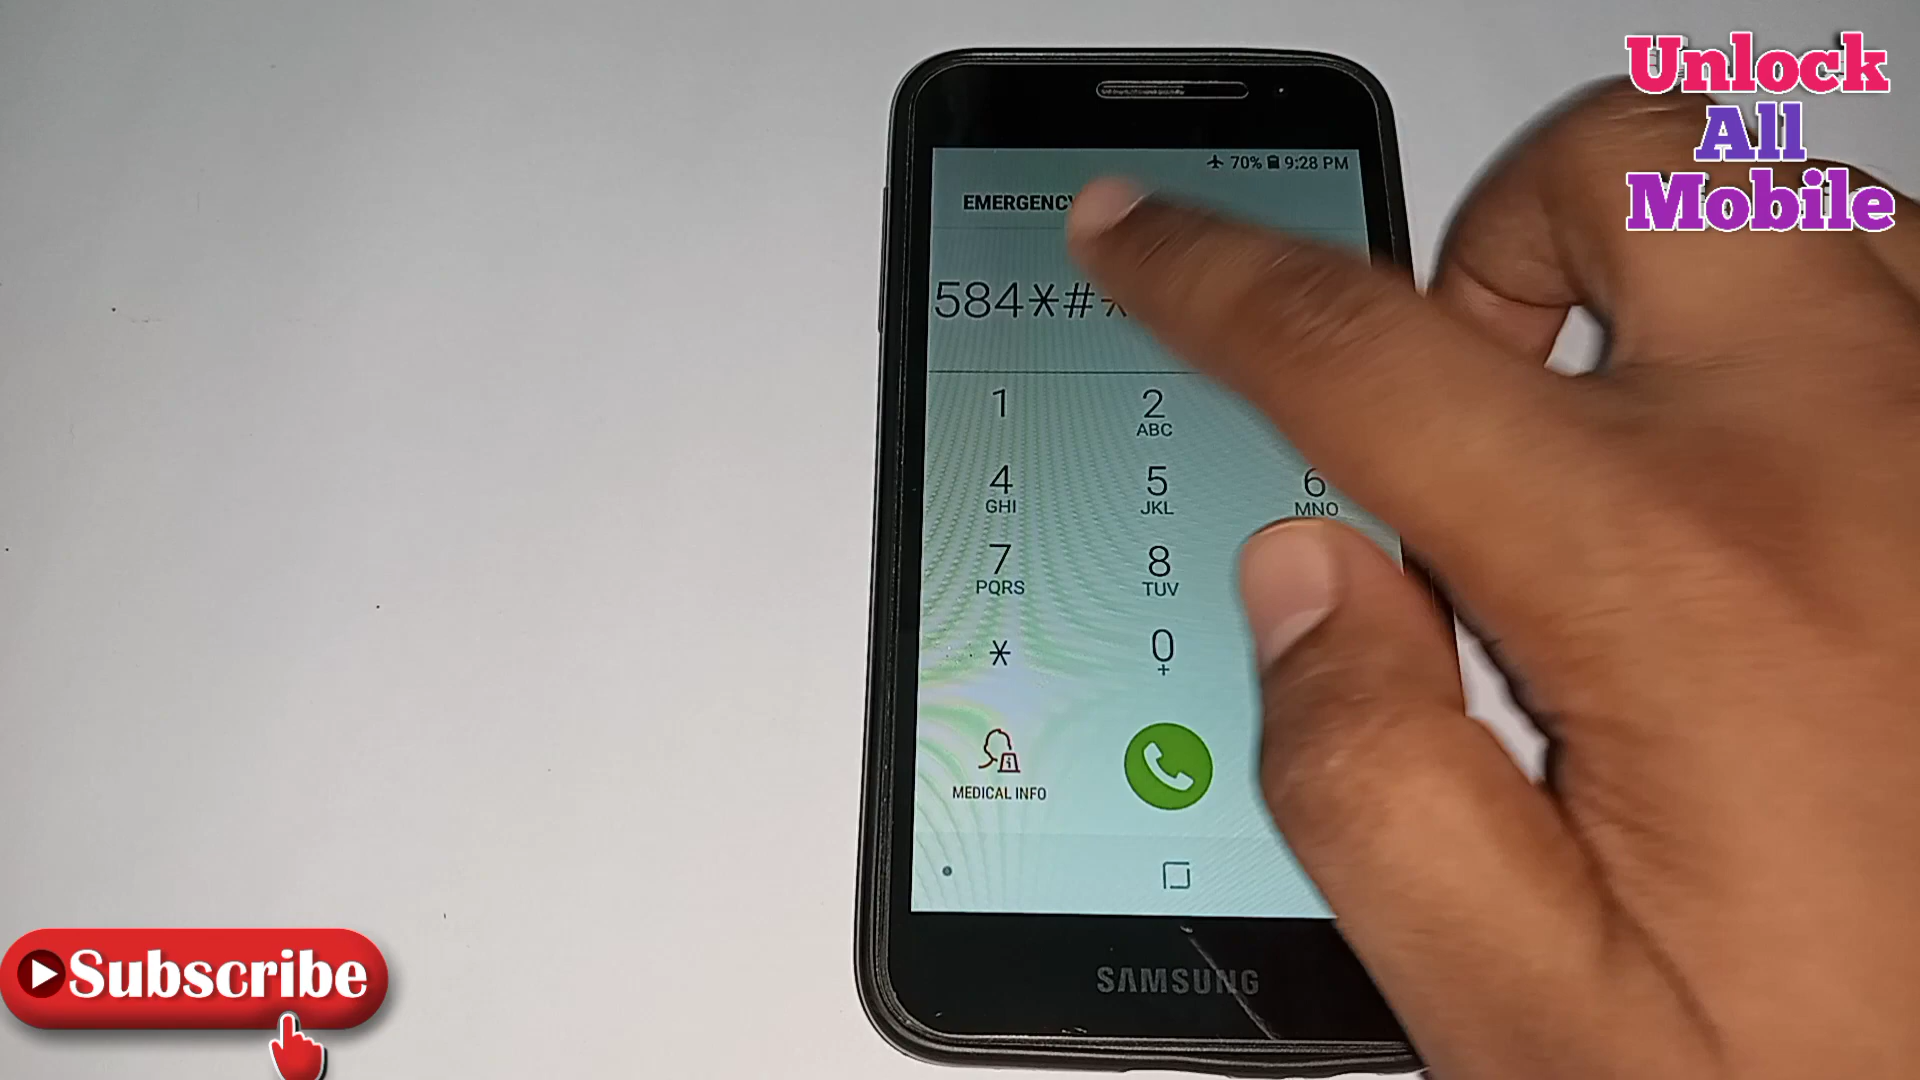 Unlock
All
Mobile
70% 9:28 PM
EMERGENCY
584*#*
1
2
ABC
4
GHI
5
JKL
6
MNO
7
PQRS
8
TUV
*
0
+
MEDICAL INFO
SAMSUNG
Subscribe